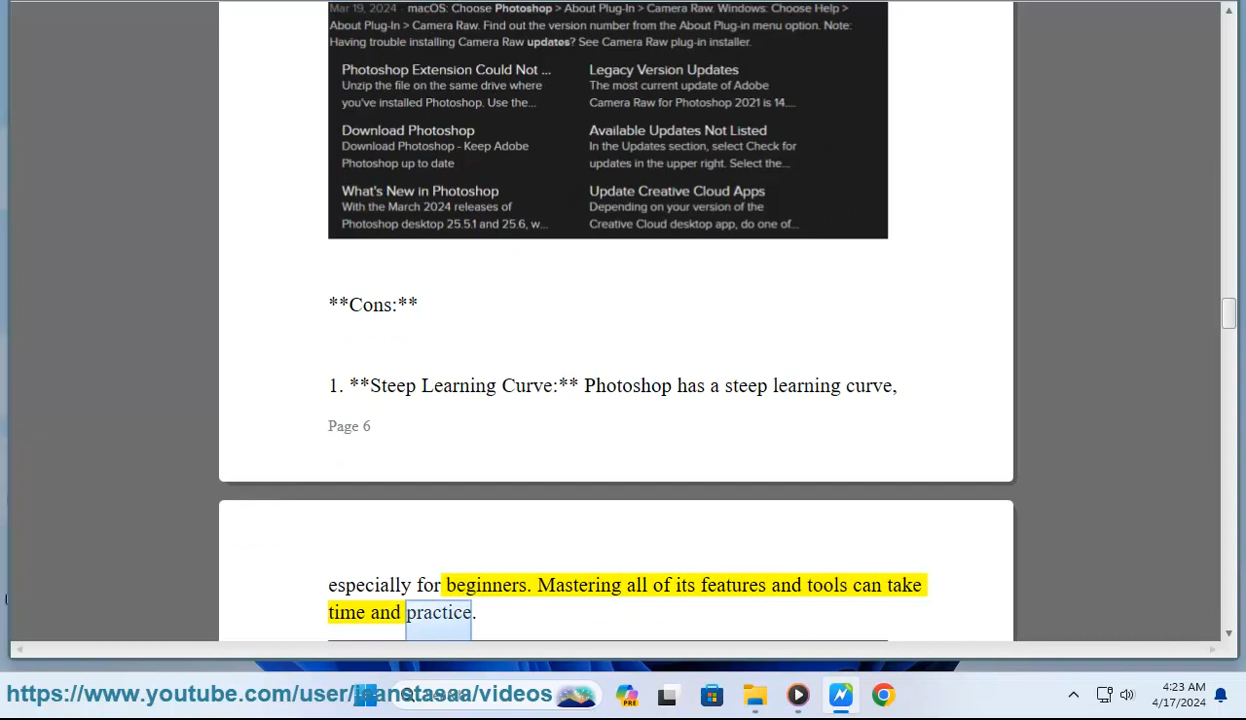 Mar 19, 2024 · macOS: Choose Photoshop > About Plug-In > Camera Raw. Windows: Choose Help >
About Plug-In > Camera Raw. Find out the version number from the About Plug-in menu option. Note:
Having trouble installing Camera Raw updates? See Camera Raw plug-in installer.
Photoshop Extension Could Not ...
Unzip the file on the same drive where
you've installed Photoshop. Use the...
Legacy Version Updates
The most current update of Adobe
Camera Raw for Photoshop 2021 is 14....
Download Photoshop
Download Photoshop - Keep Adobe
Photoshop up to date
Available Updates Not Listed
In the Updates section, select Check for
updates in the upper right. Select the...
What's New in Photoshop
With the March 2024 releases of
Photoshop desktop 25.5.1 and 25.6, w...
Update Creative Cloud Apps
Depending on your version of the
Creative Cloud desktop app, do one of...
**Cons:**
1. **Steep Learning Curve:** Photoshop has a steep learning curve,
Page 6
especially for beginners. Mastering all of its features and tools can take
time and practice.
https://www.youtube.com/user/jaanstasaa/videos
PRE
4:23 AM
4/17/2024